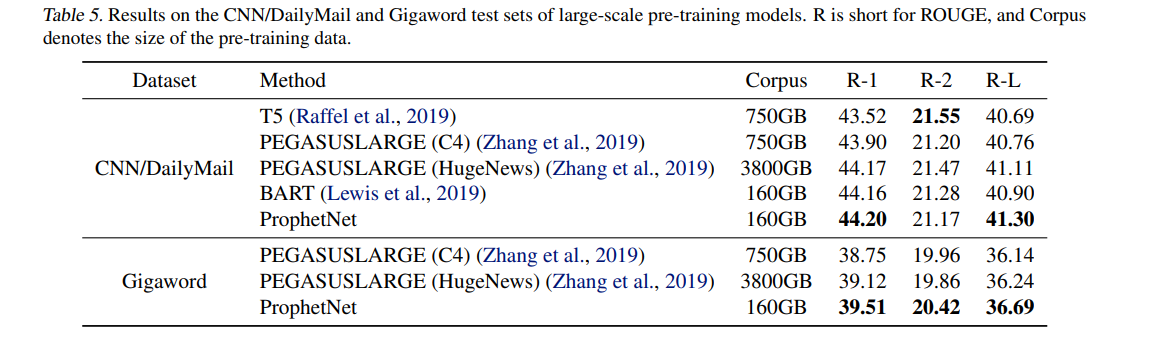 Table 5. Results on the CNN/DailyMail and Gigaword test sets of large-scale pre-training models. R is short for ROUGE, and Corpus
denotes the size of the pre-training data.
Dataset Method Corpus R-1 R-2 R-L
T5 (Raffel et al., 2019) 750GB 43.52 21.55 40.69
PEGASUSLARGE (C4) (Zhang et al., 2019) 750GB 43.90 21.20 40.76
CNN/DailyMail PEGASUSLARGE (HugeNews) (Zhang et al., 2019) 3800GB 44.17 21.47 41.11
BART (Lewis et al., 2019) 160GB 44.16 21.28 40.90
ProphetNet 160GB 44.20 21.17 41.30
PEGASUSLARGE (C4) (Zhang et al., 2019) 750GB 38.75 19.96 36.14
Gigaword PEGASUSLARGE (HugeNews) (Zhang et al., 2019) 3800GB 39.12 19.86 36.24
ProphetNet 160GB 39.51 20.42 36.69